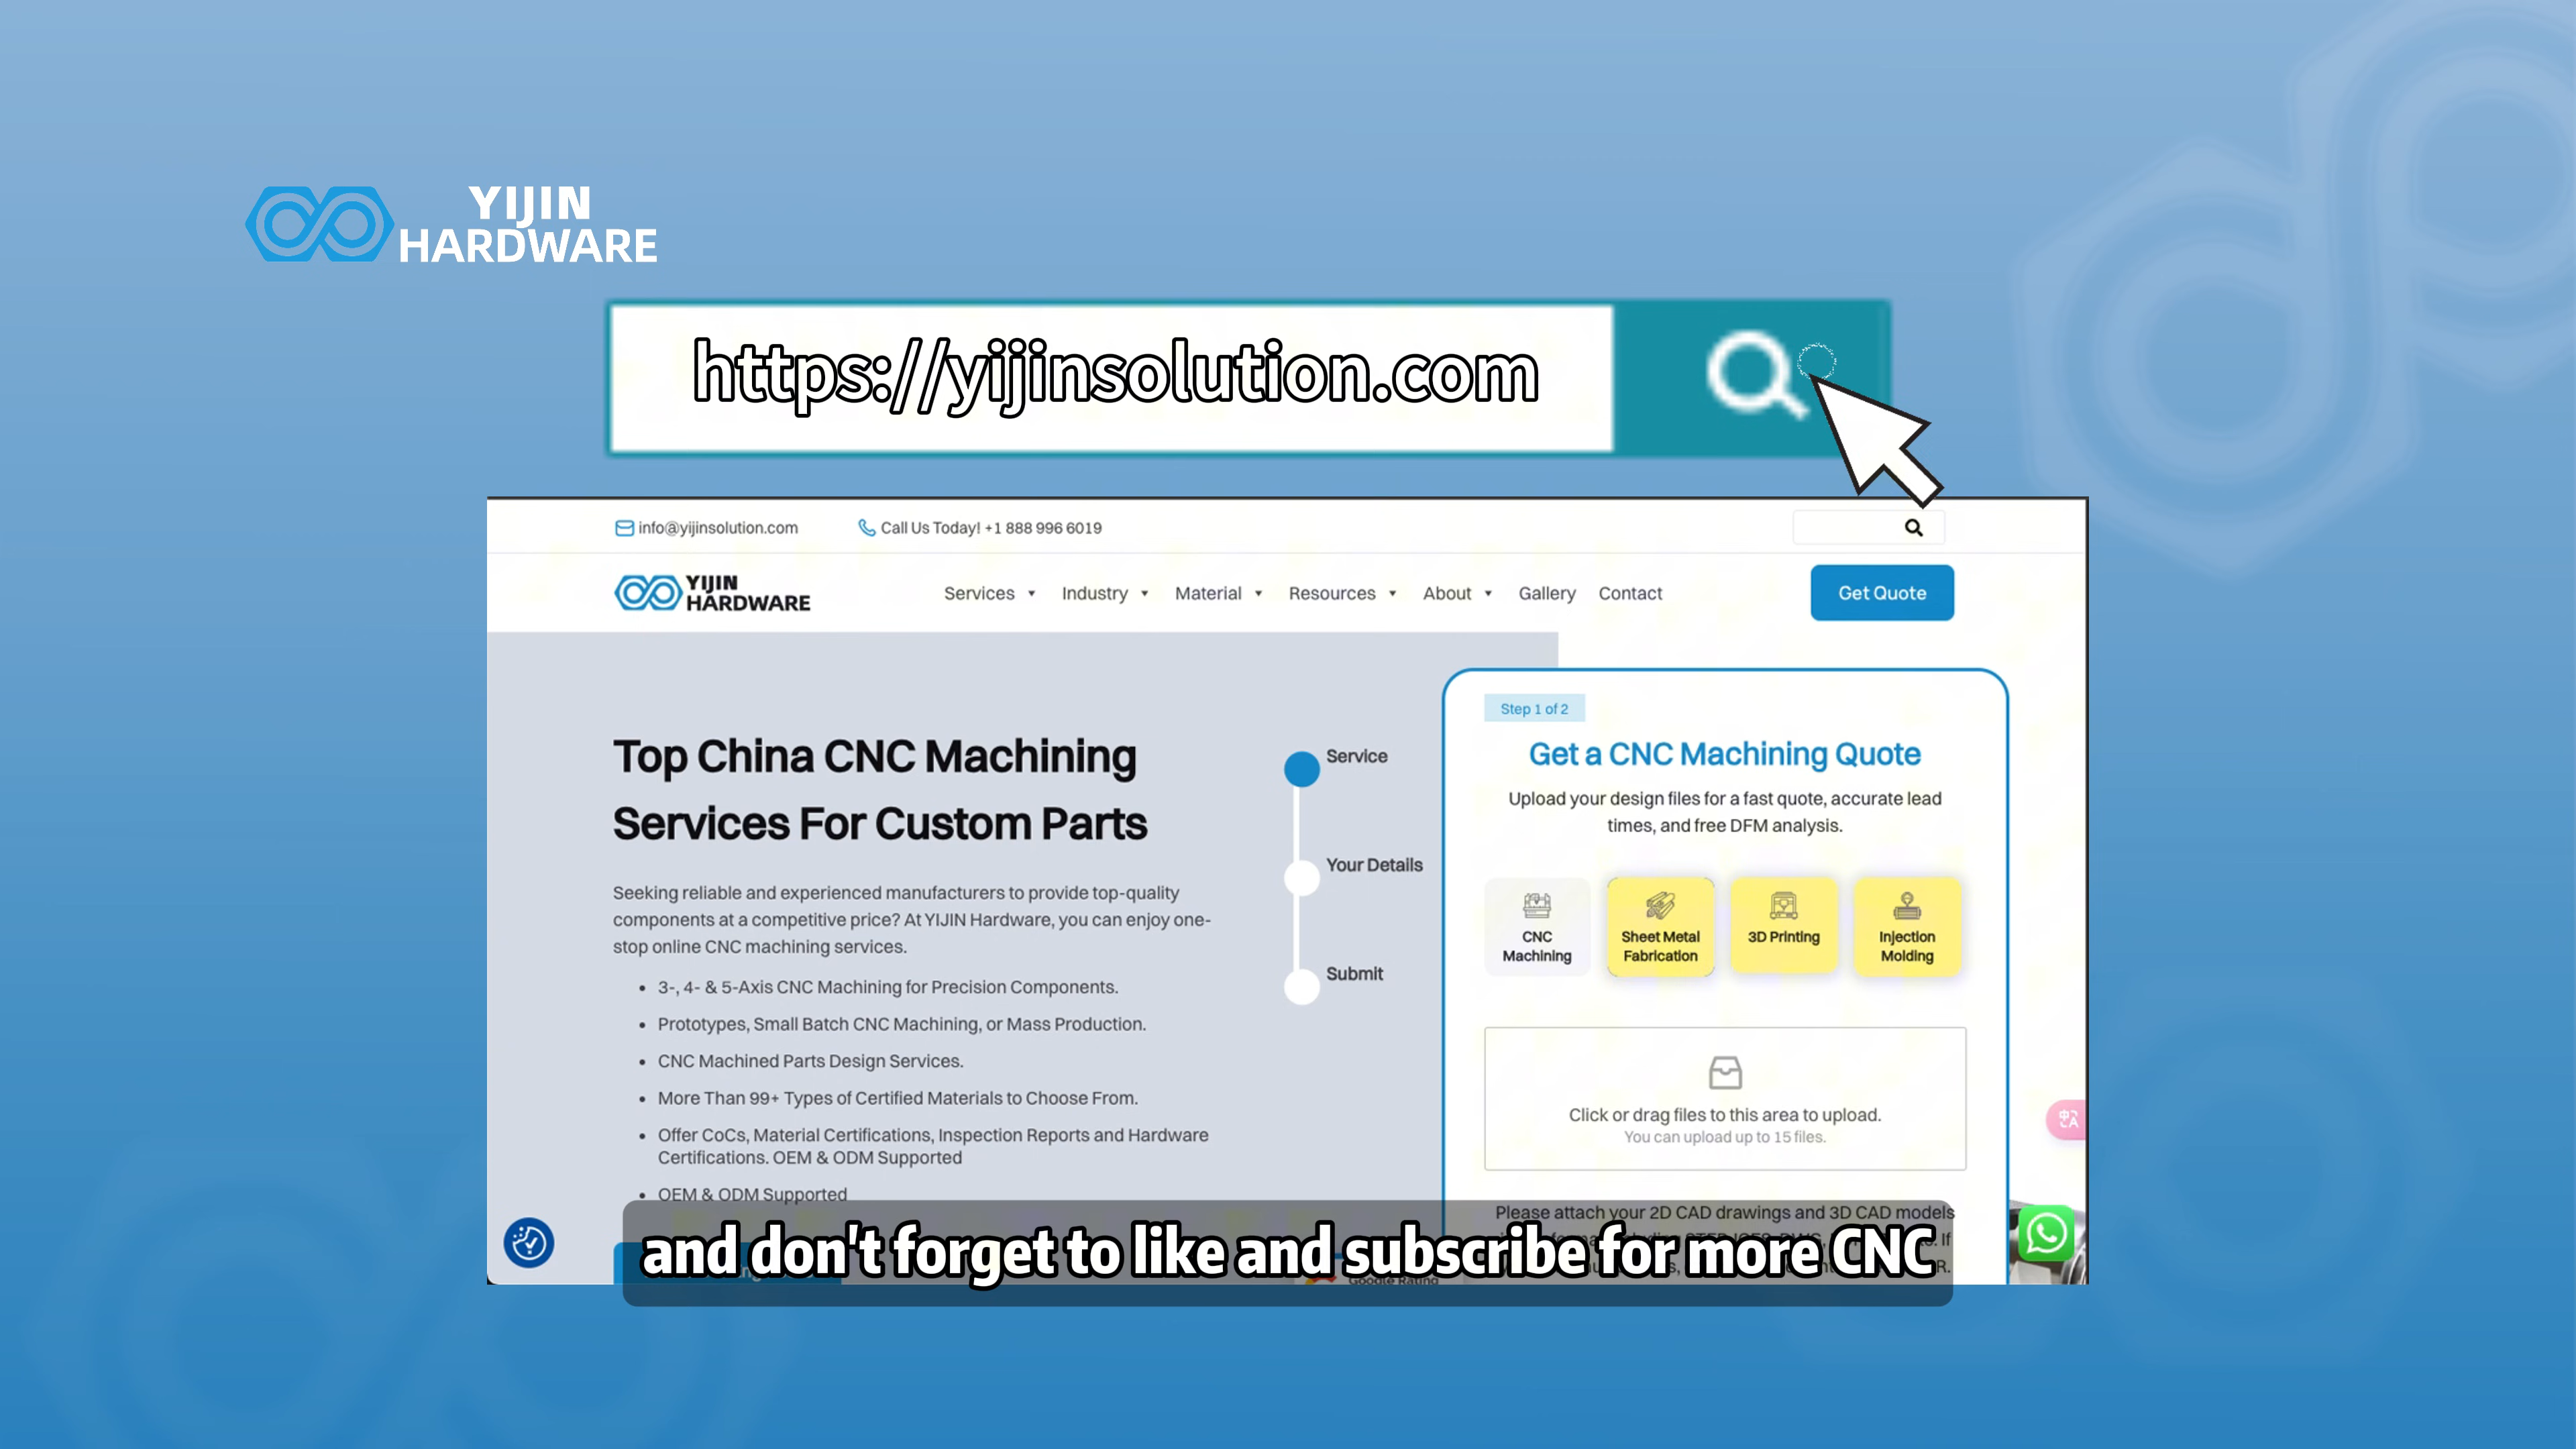 YIJIN
HARDWARE
https://yijinsolution.com
info@yijinsolution.com
Call Us Today! +1 888 996 6019
YIJIN
HARDWARE
Services
Industry
Material
Resources
About
Gallery
Contact
Get Quote
Top China CNC Machining
Services For Custom Parts
Seeking reliable and experienced manufacturers to provide top-quality
components at a competitive price? At YIJIN Hardware, you can enjoy one-
stop online CNC machining services.
3-, 4- & 5-Axis CNC Machining for Precision Components.
Prototypes, Small Batch CNC Machining, or Mass Production.
CNC Machined Parts Design Services.
More Than 99+ Types of Certified Materials to Choose From.
Offer CoCs, Material Certifications, Inspection Reports and Hardware
Certifications. OEM & ODM Supported
OEM & ODM Supported
Service
Your Details
Submit
Step 1 of 2
Get a CNC Machining Quote
Upload your design files for a fast quote, accurate lead
times, and free DFM analysis.
CNC
Machining
Sheet Metal
Fabrication
3D Printing
Injection
Molding
Click or drag files to this area to upload.
You can upload up to 15 files.
Please attach your 2D CAD drawings and 3D CAD models
Google Rating
and don't forget to like and subscribe for more CNC